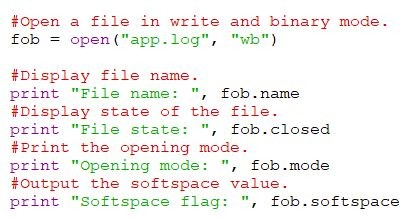 #Open a file in write and binary mode.
fob = open("app.log", "wb")
#Display file name.
print "File name: ", fob.name
#Display state of the file.
print "File state: ", fob.closed
#Print the opening mode.
print "Opening mode: ", fob.mode
#Output the softspace value.
print "Softspace flag: ", fob.softspace